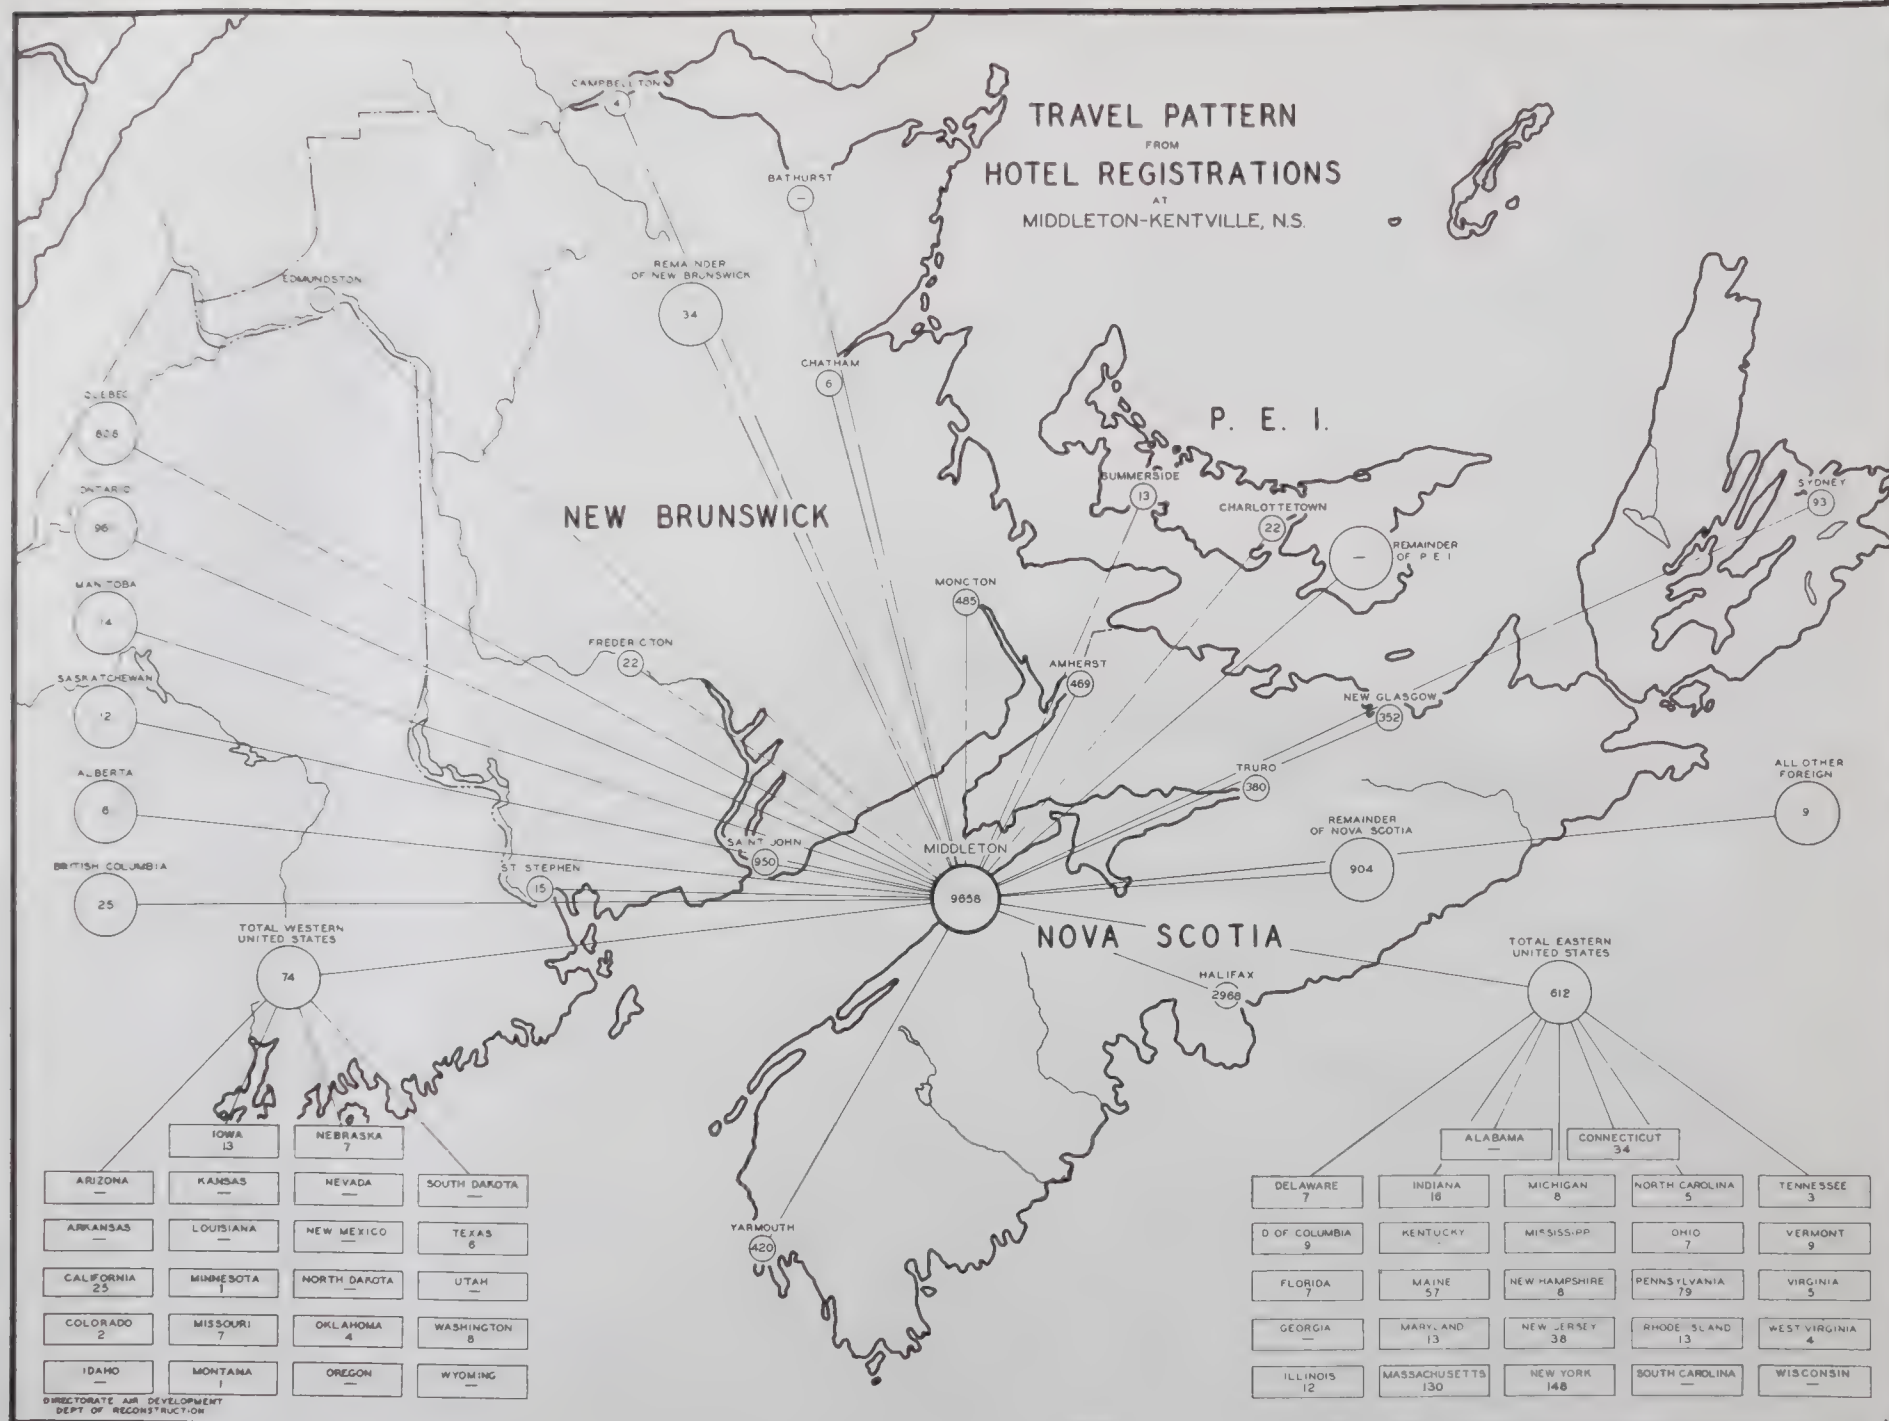 TRAVEL PATTERN
FROM
HOTEL REGISTRATIONS
AT
MIDDLETON-KENTVILLE, N.S.
CAMPBELLTON
4
BATHURST
—
REMAINDER
OF NEW BRUNSWICK
34
EDMUNDSTON
CHATHAM
6
QUEBEC
P. E. I.
SUMMERSIDE
13
CHARLOTTETOWN
22
REMAINDER
OF P E I
—
SYDNEY
93
ONTARIO
NEW BRUNSWICK
MANITOBA
14
MONCTON
485
FREDERICTON
22
AMHERST
469
SASKATCHEWAN
12
NEW GLASGOW
352
ALBERTA
6
TRURO
380
ALL OTHER
FOREIGN
9
REMAINDER
OF NOVA SCOTIA
904
SAINT JOHN
950
MIDDLETON
9658
BRITISH COLUMBIA
25
ST STEPHEN
15
NOVA SCOTIA
TOTAL WESTERN
UNITED STATES
74
HALIFAX
2968
TOTAL EASTERN
UNITED STATES
612
YARMOUTH
420
IOWA
13
NEBRASKA
7
ARIZONA
—
KANSAS
—
NEVADA
—
SOUTH DAKOTA
—
ARKANSAS
—
LOUISIANA
—
NEW MEXICO
—
TEXAS
6
CALIFORNIA
25
MINNESOTA
1
NORTH DAKOTA
—
UTAH
—
COLORADO
2
MISSOURI
7
OKLAHOMA
4
WASHINGTON
8
IDAHO
—
MONTANA
1
OREGON
—
WYOMING
—
ALABAMA
—
CONNECTICUT
34
DELAWARE
7
INDIANA
16
MICHIGAN
8
NORTH CAROLINA
5
TENNESSEE
3
D OF COLUMBIA
9
KENTUCKY
MISSISSIPPI
OHIO
7
VERMONT
9
FLORIDA
7
MAINE
57
NEW HAMPSHIRE
8
PENNSYLVANIA
79
VIRGINIA
5
GEORGIA
—
MARYLAND
13
NEW JERSEY
38
RHODE ISLAND
13
WEST VIRGINIA
4
ILLINOIS
12
MASSACHUSETTS
130
NEW YORK
148
SOUTH CAROLINA
—
WISCONSIN
—
DIRECTORATE AIR DEVELOPMENT
DEPT OF RECONSTRUCTION